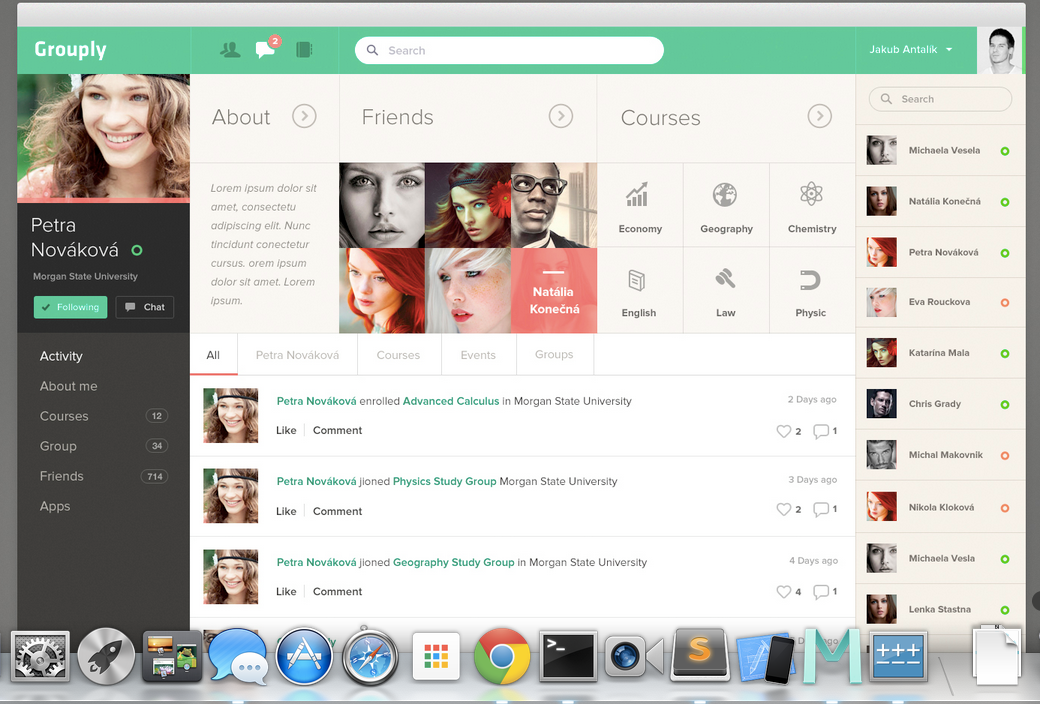 Grouply
2
Search
Jakub Antalík
About
Friends
Courses
Search
Petra
Nováková
Morgan State University
Following
Chat
Activity
About me
Courses 12
Group 34
Friends 714
Apps
Lorem ipsum dolor sit
amet, consectetu
adipiscing elit. Nunc
tincidunt conectetur
cursus. orem ipsum
dolor sit amet. Lorem
ipsum.
Natália
Konečná
Economy
Geography
Chemistry
English
Law
Physic
All
Petra Nováková
Courses
Events
Groups
Petra Nováková enrolled Advanced Calculus in Morgan State University
2 Days ago
Like
Comment
2
1
Petra Nováková jioned Physics Study Group Morgan State University
3 Days ago
Like
Comment
2
1
Petra Nováková jioned Geography Study Group in Morgan State University
4 Days ago
Like
Comment
4
1
Michaela Vesela
Natália Konečná
Petra Nováková
Eva Rouckova
Katarína Mala
Chris Grady
Michal Makovník
Nikola Kloková
Michaela Vesla
Lenka Stastna
>_
S
M
+++